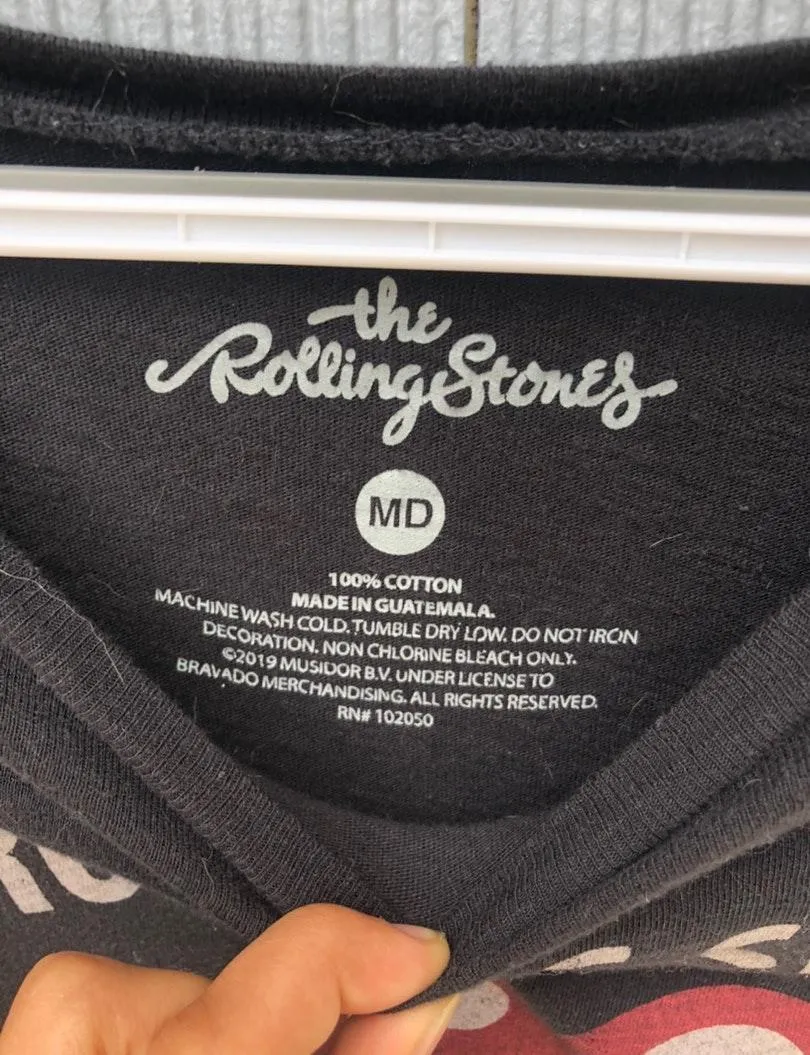 the
Rolling Stones
MD
100% COTTON
MADE IN GUATEMALA.
MACHINE WASH COLD. TUMBLE DRY LOW. DO NOT IRON
DECORATION. NON CHLORINE BLEACH ONLY.
©2019 MUSIDOR B.V. UNDER LICENSE TO
BRAVADO MERCHANDISING. ALL RIGHTS RESERVED.
RN# 102050